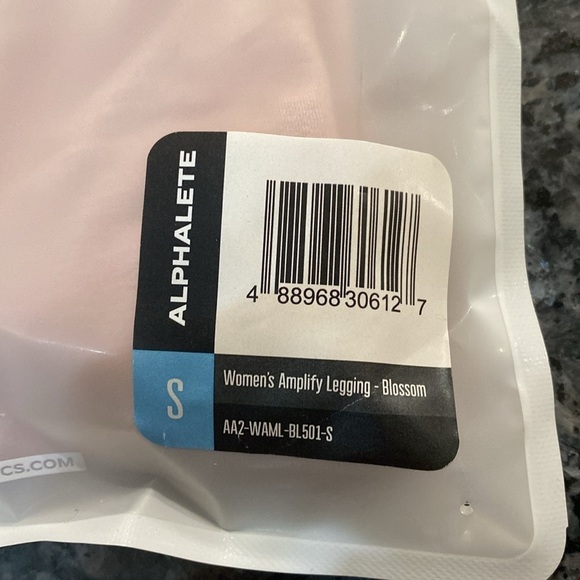 ALPHALETE
4 88968 30612 7
S
Women's Amplify Legging - Blossom
AA2-WAML-BL501-S
CS.COM